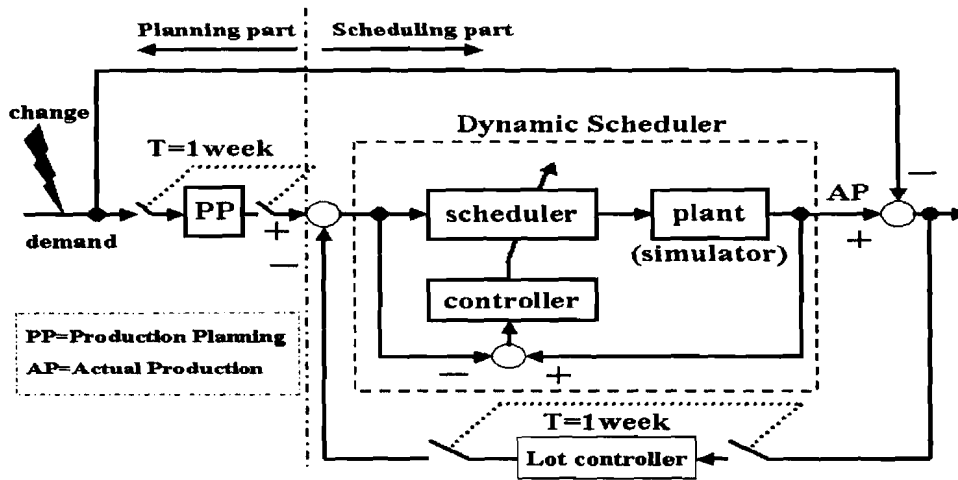 Planning part
Scheduling part
change
Dynamic Scheduler
T=1week
PP
scheduler
plant
(simulator)
AP
demand
+
−
−
+
controller
−
+
PP=Production Planning
AP=Actual Production
T=1week
Lot controller